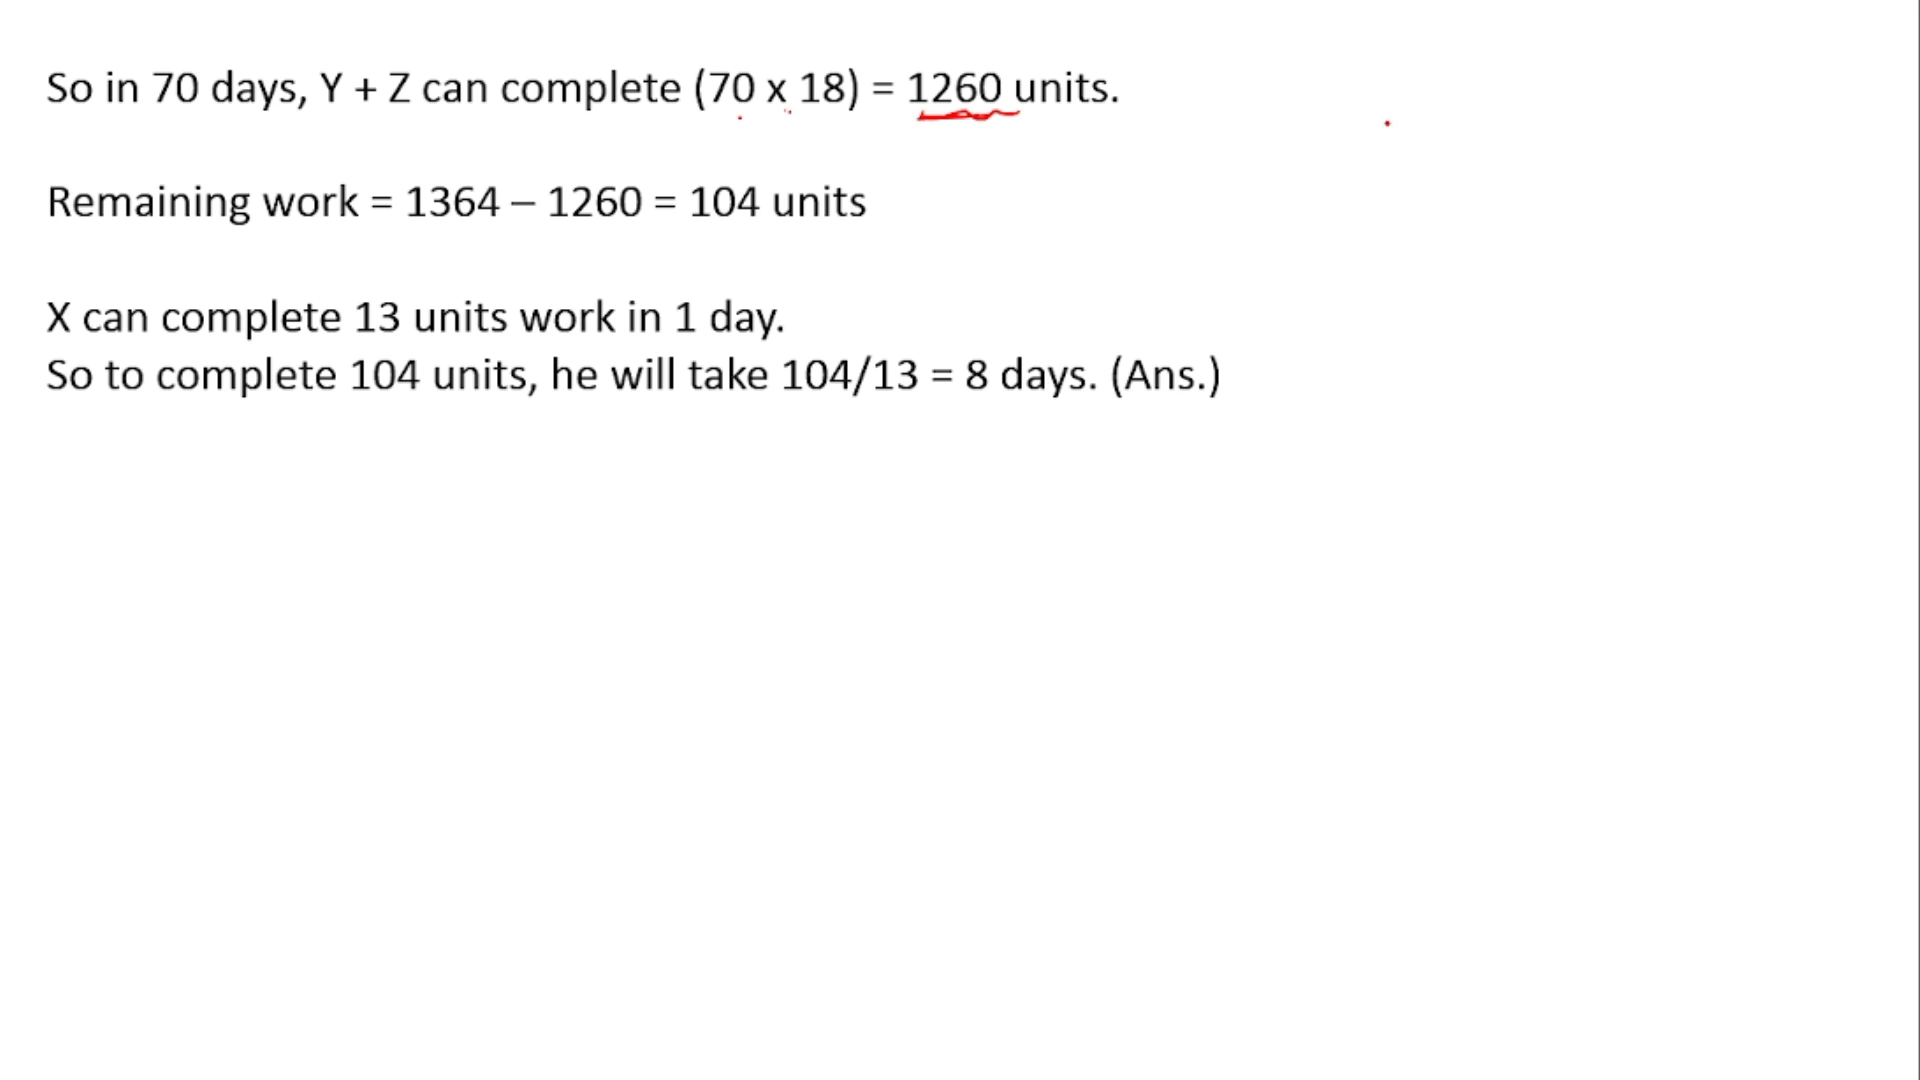 So in 70 days, Y + Z can complete (70 x 18) = 1260 units.
Remaining work = 1364 – 1260 = 104 units
X can complete 13 units work in 1 day.
So to complete 104 units, he will take 104/13 = 8 days. (Ans.)